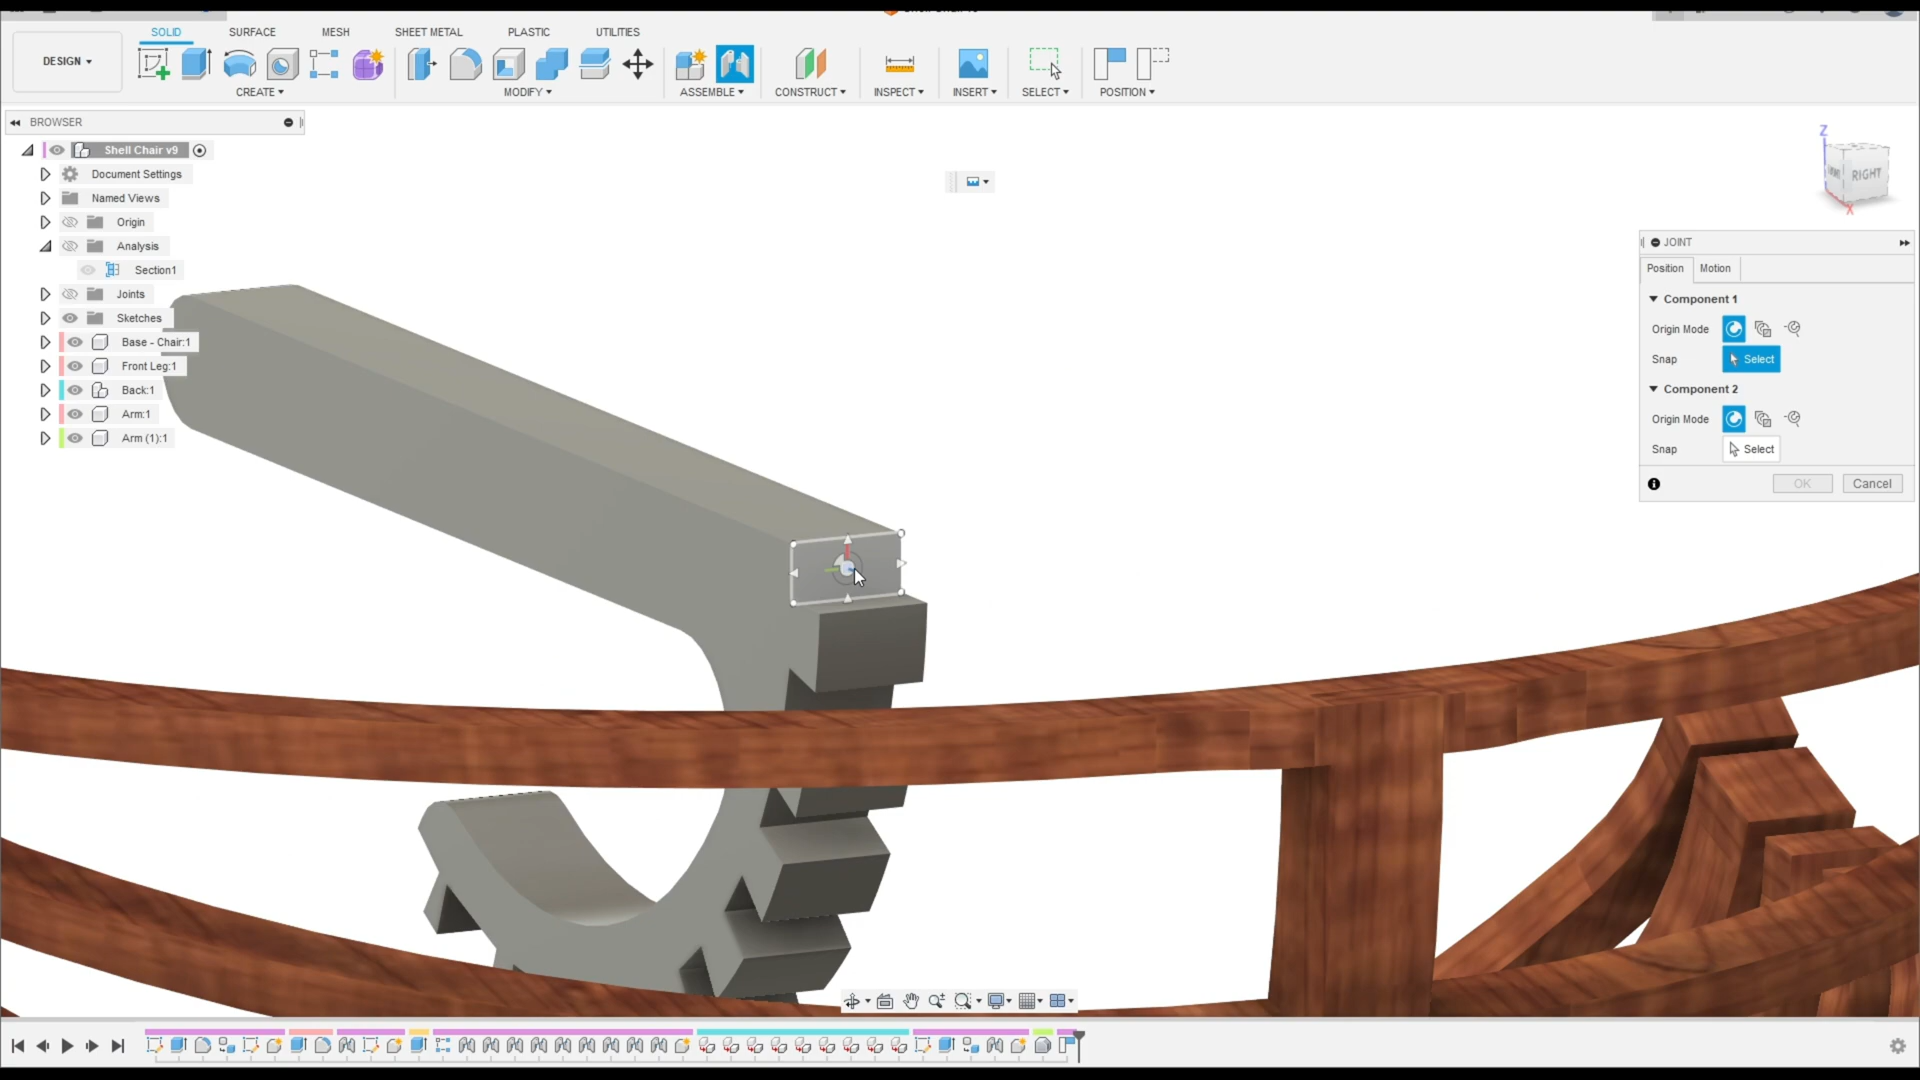 SOLID SURFACE MESH SHEET METAL PLASTIC UTILITIES
DESIGN
CREATE MODIFY ASSEMBLE CONSTRUCT INSPECT INSERT SELECT POSITION
BROWSER
Shell Chair v9
Document Settings
Named Views
Origin
Analysis
Section1
Joints
Sketches
Base - Chair:1
Front Leg:1
Back:1
Arm:1
Arm (1):1
Z
RIGHT
X
JOINT
Position Motion
Component 1
Origin Mode
Snap Select
Component 2
Origin Mode
Snap Select
OK Cancel